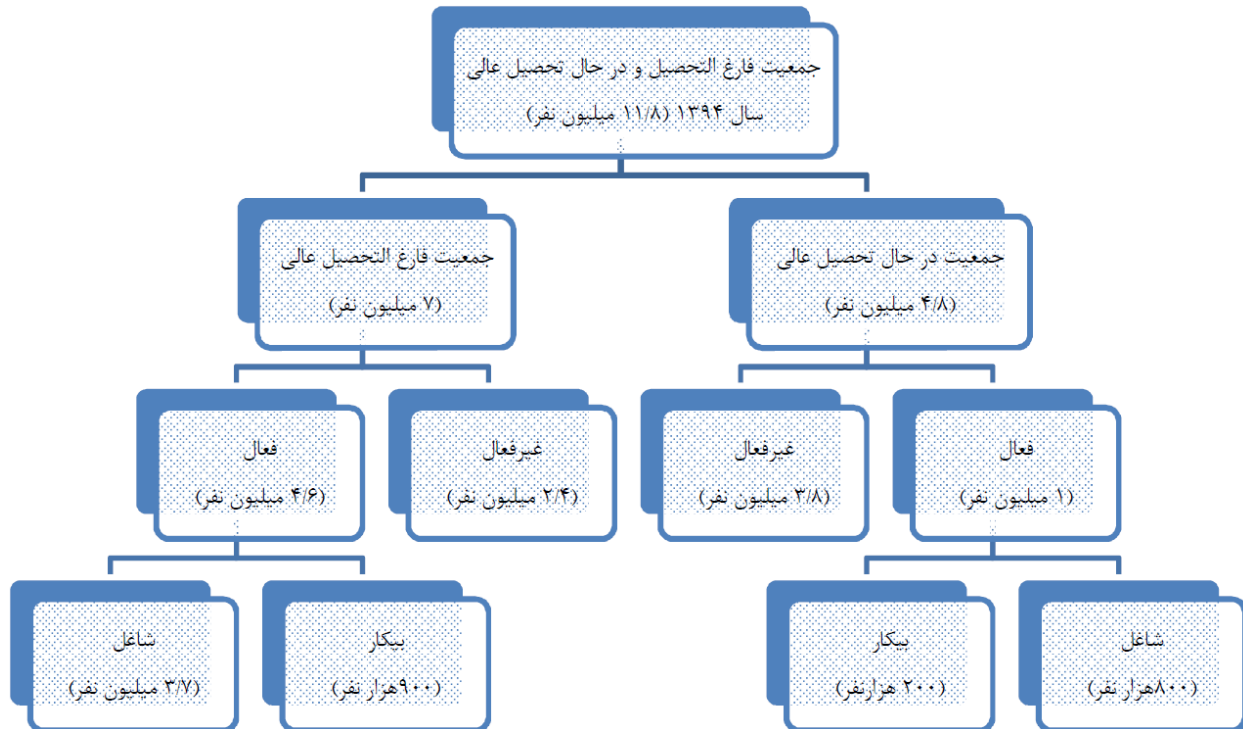 جمعیت فارغ التحصیل و در حال تحصیل عالی
سال ۱۳۹۴ (۱۱/۸ میلیون نفر)
جمعیت در حال تحصیل عالی
(۴/۸ میلیون نفر)
جمعیت فارغ التحصیل عالی
(۷ میلیون نفر)
فعال
(۱ میلیون نفر)
غیرفعال
(۳/۸ میلیون نفر)
غیرفعال
(۲/۴ میلیون نفر)
فعال
(۴/۶ میلیون نفر)
شاغل
(۸۰۰هزار نفر)
بیکار
(۲۰۰ هزارنفر)
بیکار
(۹۰۰هزار نفر)
شاغل
(۳/۷ میلیون نفر)